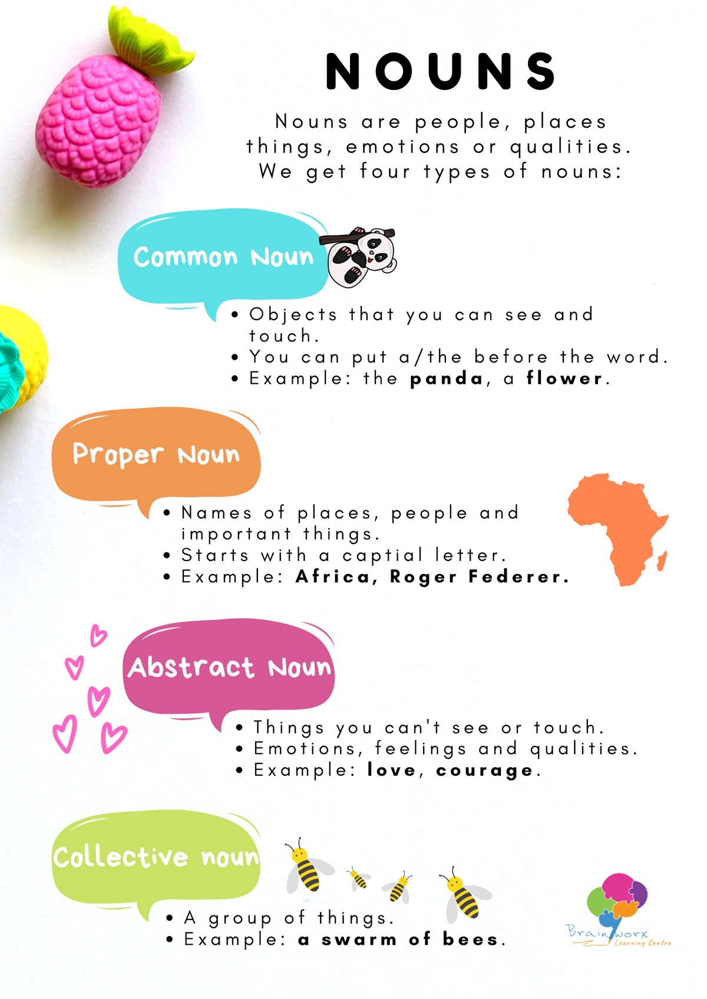 NOUNS
Nouns are people, places
things, emotions or qualities.
We get four types of nouns:
Common Noun
• Objects that you can see and
touch.
• You can put a/the before the word.
• Example: the panda, a flower.
Proper Noun
• Names of places, people and
important things.
• Starts with a captial letter.
• Example: Africa, Roger Federer.
Abstract Noun
• Things you can't see or touch.
• Emotions, feelings and qualities.
• Example: love, courage.
Collective noun
• A group of things.
• Example: a swarm of bees.
Brainworx
Learning Centre